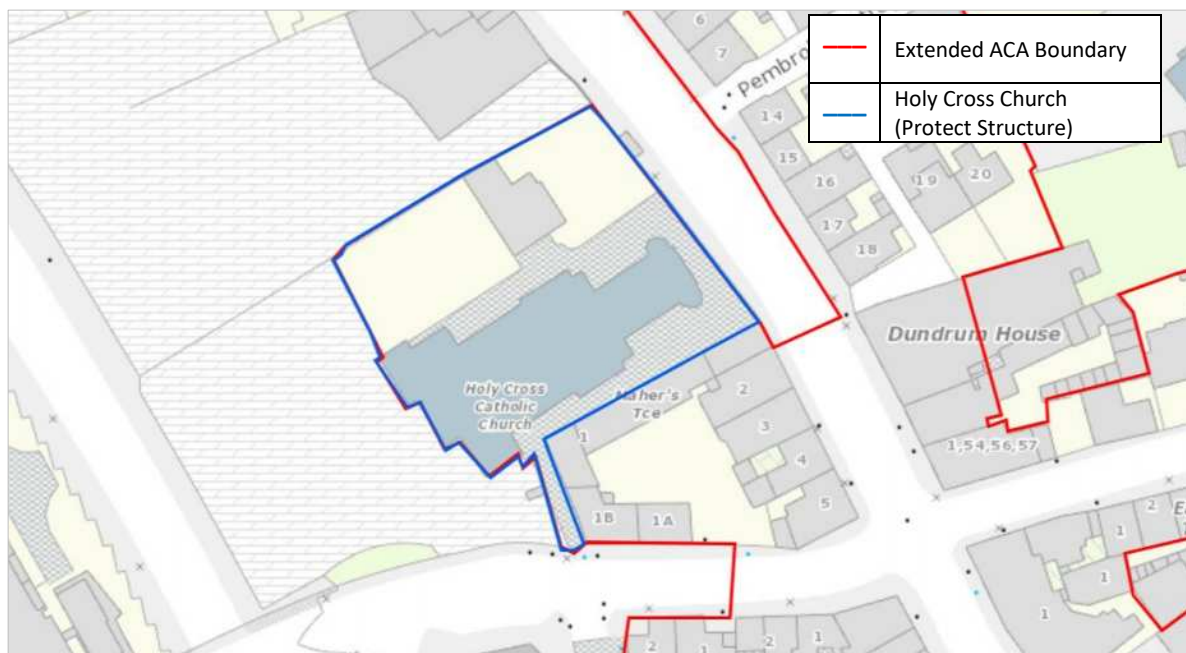 6
7
Extended ACA Boundary
Holy Cross Church
(Protect Structure)
14
15
16
17
18
19
20
Dundrum House
Holy Cross
Catholic
Church
Maher's
Tce
1
2
3
4
5
1,54,56,57
1B
1A
1
2
1
1
2
1
2
1